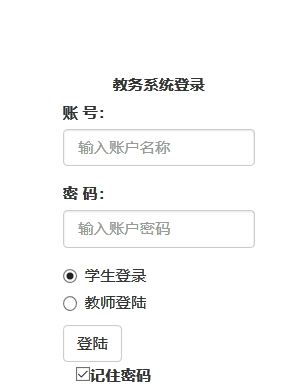 教务系统登录
账 号:
输入账户名称
密 码:
输入账户密码
学生登录
教师登陆
登陆
记住密码